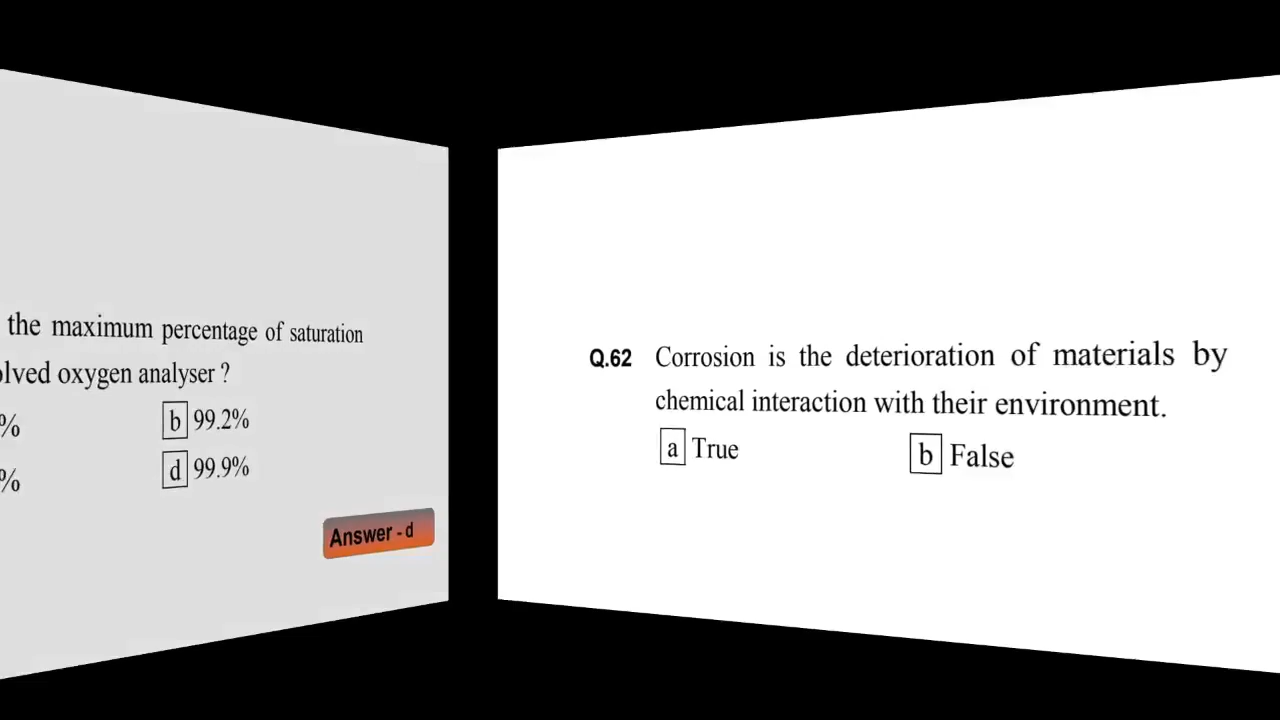 the maximum percentage of saturation
oxygen analyser ?
%
b 99.2%
%
d 99.9%
Answer - d
Q.62 Corrosion is the deterioration of materials by
chemical interaction with their environment.
a True
b False